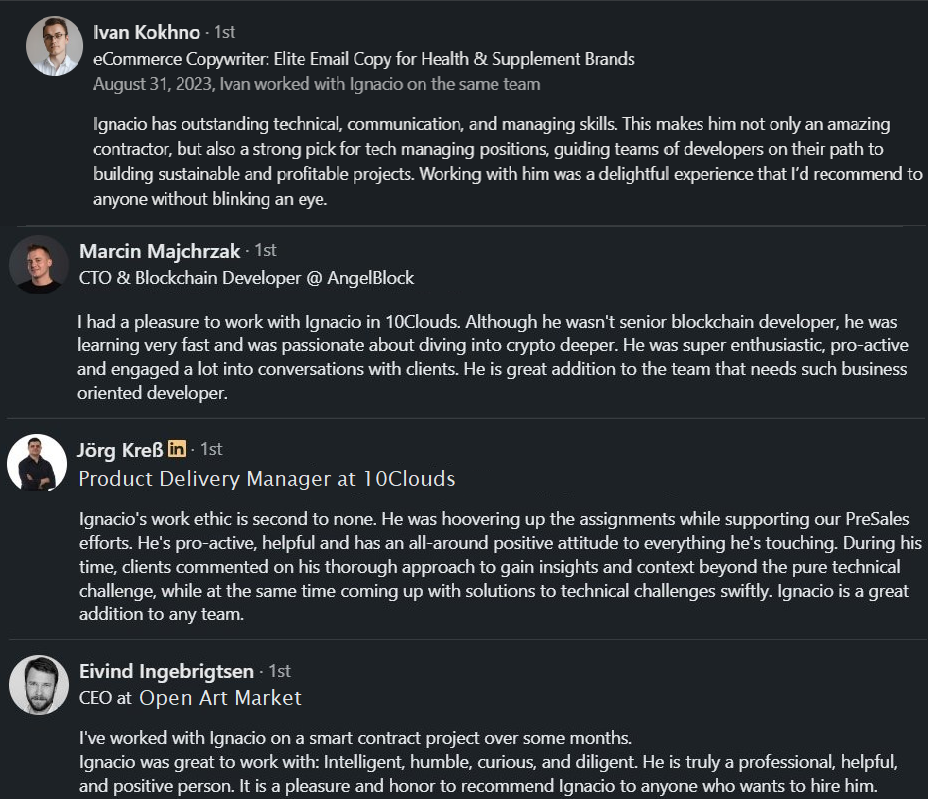 Ivan Kokhno · 1st
eCommerce Copywriter: Elite Email Copy for Health & Supplement Brands
August 31, 2023, Ivan worked with Ignacio on the same team
Ignacio has outstanding technical, communication, and managing skills. This makes him not only an amazing
contractor, but also a strong pick for tech managing positions, guiding teams of developers on their path to
building sustainable and profitable projects. Working with him was a delightful experience that I'd recommend to
anyone without blinking an eye.
Marcin Majchrzak · 1st
CTO & Blockchain Developer @ AngelBlock
I had a pleasure to work with Ignacio in 10Clouds. Although he wasn't senior blockchain developer, he was
learning very fast and was passionate about diving into crypto deeper. He was super enthusiastic, pro-active
and engaged a lot into conversations with clients. He is great addition to the team that needs such business
oriented developer.
Jörg Kreß in · 1st
Product Delivery Manager at 10Clouds
Ignacio's work ethic is second to none. He was hoovering up the assignments while supporting our PreSales
efforts. He's pro-active, helpful and has an all-around positive attitude to everything he's touching. During his
time, clients commented on his thorough approach to gain insights and context beyond the pure technical
challenge, while at the same time coming up with solutions to technical challenges swiftly. Ignacio is a great
addition to any team.
Eivind Ingebrigtsen · 1st
CEO at Open Art Market
I've worked with Ignacio on a smart contract project over some months.
Ignacio was great to work with: Intelligent, humble, curious, and diligent. He is truly a professional, helpful,
and positive person. It is a pleasure and honor to recommend Ignacio to anyone who wants to hire him.